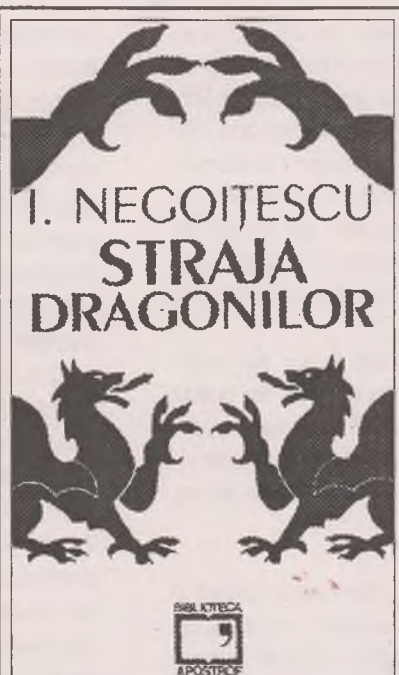 I. NEGOIȚESCU
STRAJA
DRAGONILOR
BIBLIOTECA
APOSTROF